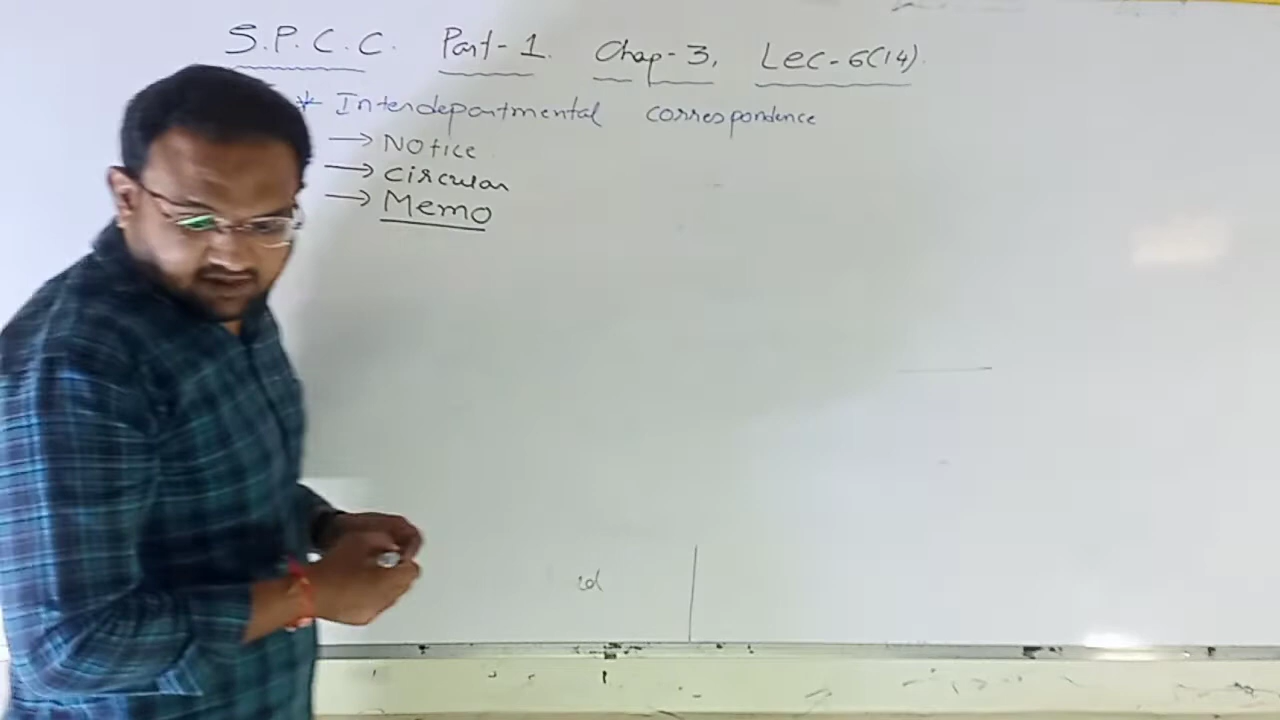 S.P.C.C. Part-1. Chap-3, Lec-6(14).
* Interdepartmental correspondence
→ Notice
→ circular
→ Memo